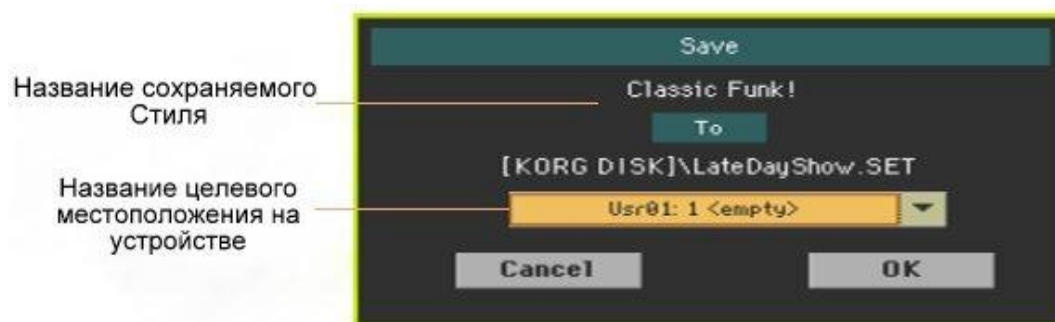 Save
Название сохраняемого
Стиля
Classic Funk!
To
[KORG DISK]\LateDayShow.SET
Название целевого
местоположения на
устройстве
Usr01: 1 <empty>
Cancel
OK